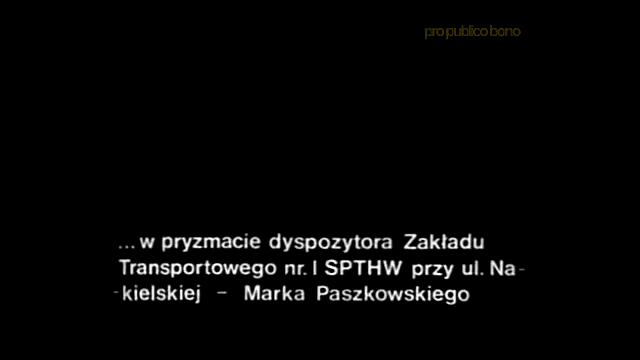 pro publico bono
... w pryzmacie dyspozytora Zakładu
Transportowego nr. I SPTHW przy ul. Na-
-kielskiej – Marka Paszkowskiego